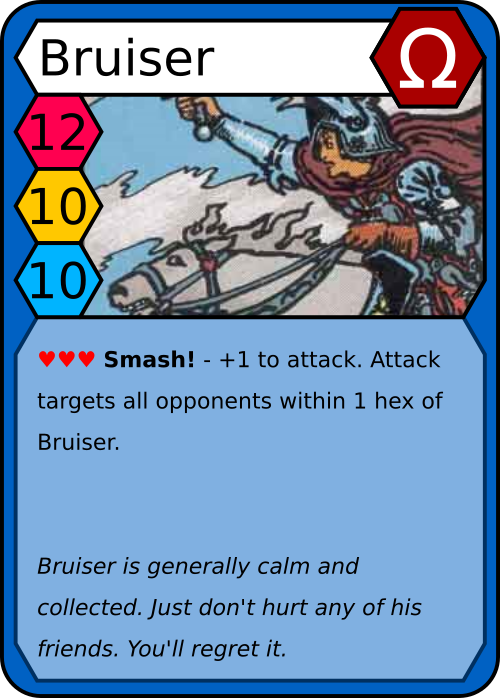 Bruiser
Ω
12
10
10
♥♥♥ Smash! - +1 to attack. Attack
targets all opponents within 1 hex of
Bruiser.
Bruiser is generally calm and
collected. Just don't hurt any of his
friends. You'll regret it.